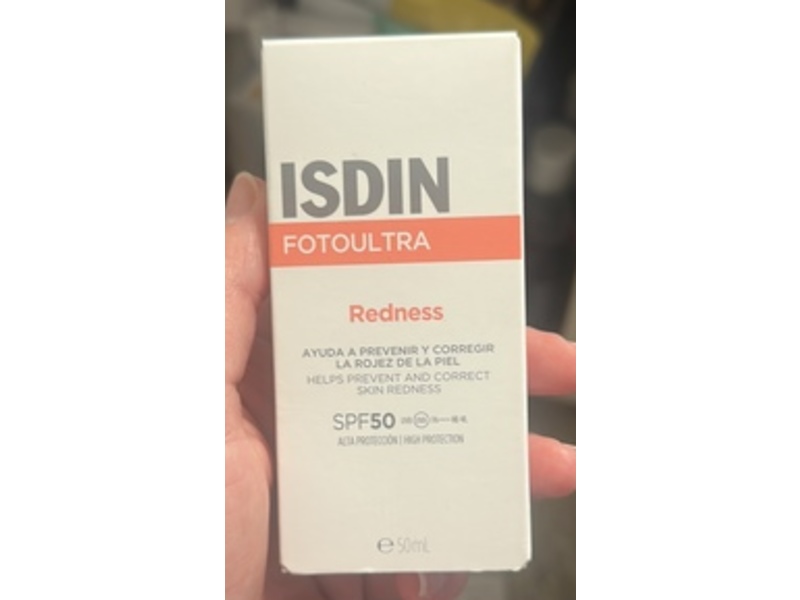 ISDIN
FOTOULTRA
Redness
AYUDA A PREVENIR Y CORREGIR
LA ROJEZ DE LA PIEL
HELPS PREVENT AND CORRECT
SKIN REDNESS
SPF50
ALTA PROTECCIÓN | HIGH PROTECTION
℮ 50mL